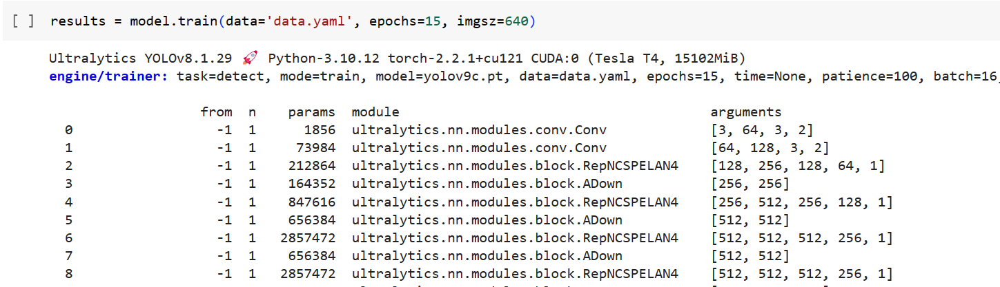 [ ] results = model.train(data='data.yaml', epochs=15, imgsz=640)
Ultralytics YOLOv8.1.29 🚀 Python-3.10.12 torch-2.2.1+cu121 CUDA:0 (Tesla T4, 15102MiB)
engine/trainer: task=detect, mode=train, model=yolov9c.pt, data=data.yaml, epochs=15, time=None, patience=100, batch=16,
from n params module arguments
0 -1 1 1856 ultralytics.nn.modules.conv.Conv [3, 64, 3, 2]
1 -1 1 73984 ultralytics.nn.modules.conv.Conv [64, 128, 3, 2]
2 -1 1 212864 ultralytics.nn.modules.block.RepNCSPELAN4 [128, 256, 128, 64, 1]
3 -1 1 164352 ultralytics.nn.modules.block.ADown [256, 256]
4 -1 1 847616 ultralytics.nn.modules.block.RepNCSPELAN4 [256, 512, 256, 128, 1]
5 -1 1 656384 ultralytics.nn.modules.block.ADown [512, 512]
6 -1 1 2857472 ultralytics.nn.modules.block.RepNCSPELAN4 [512, 512, 512, 256, 1]
7 -1 1 656384 ultralytics.nn.modules.block.ADown [512, 512]
8 -1 1 2857472 ultralytics.nn.modules.block.RepNCSPELAN4 [512, 512, 512, 256, 1]